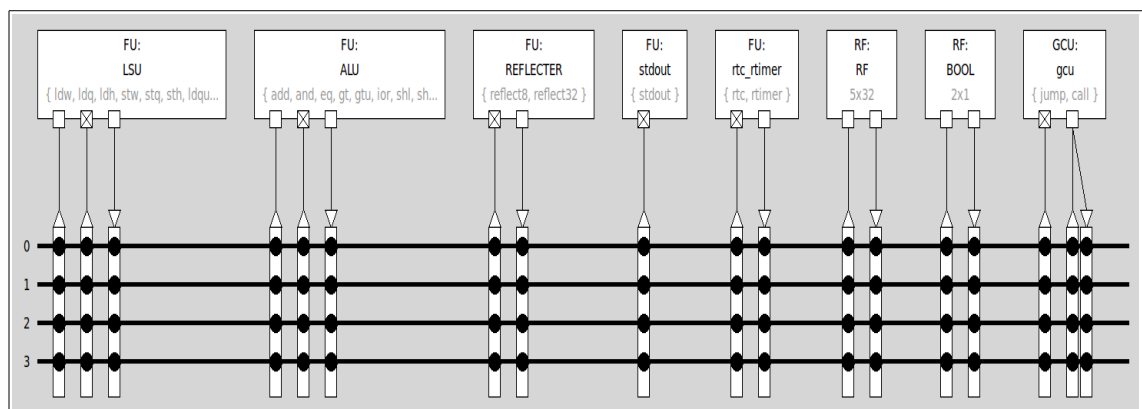 FU:
LSU
{ ldw, ldq, ldh, stw, stq, sth, ldqu...
FU:
ALU
{ add, and, eq, gt, gtu, ior, shl, sh...
FU:
REFLECTER
{ reflect8, reflect32 }
FU:
stdout
{ stdout }
FU:
rtc_rtimer
{ rtc, rtimer }
RF:
RF
5x32
RF:
BOOL
2x1
GCU:
gcu
{ jump, call }
0
1
2
3